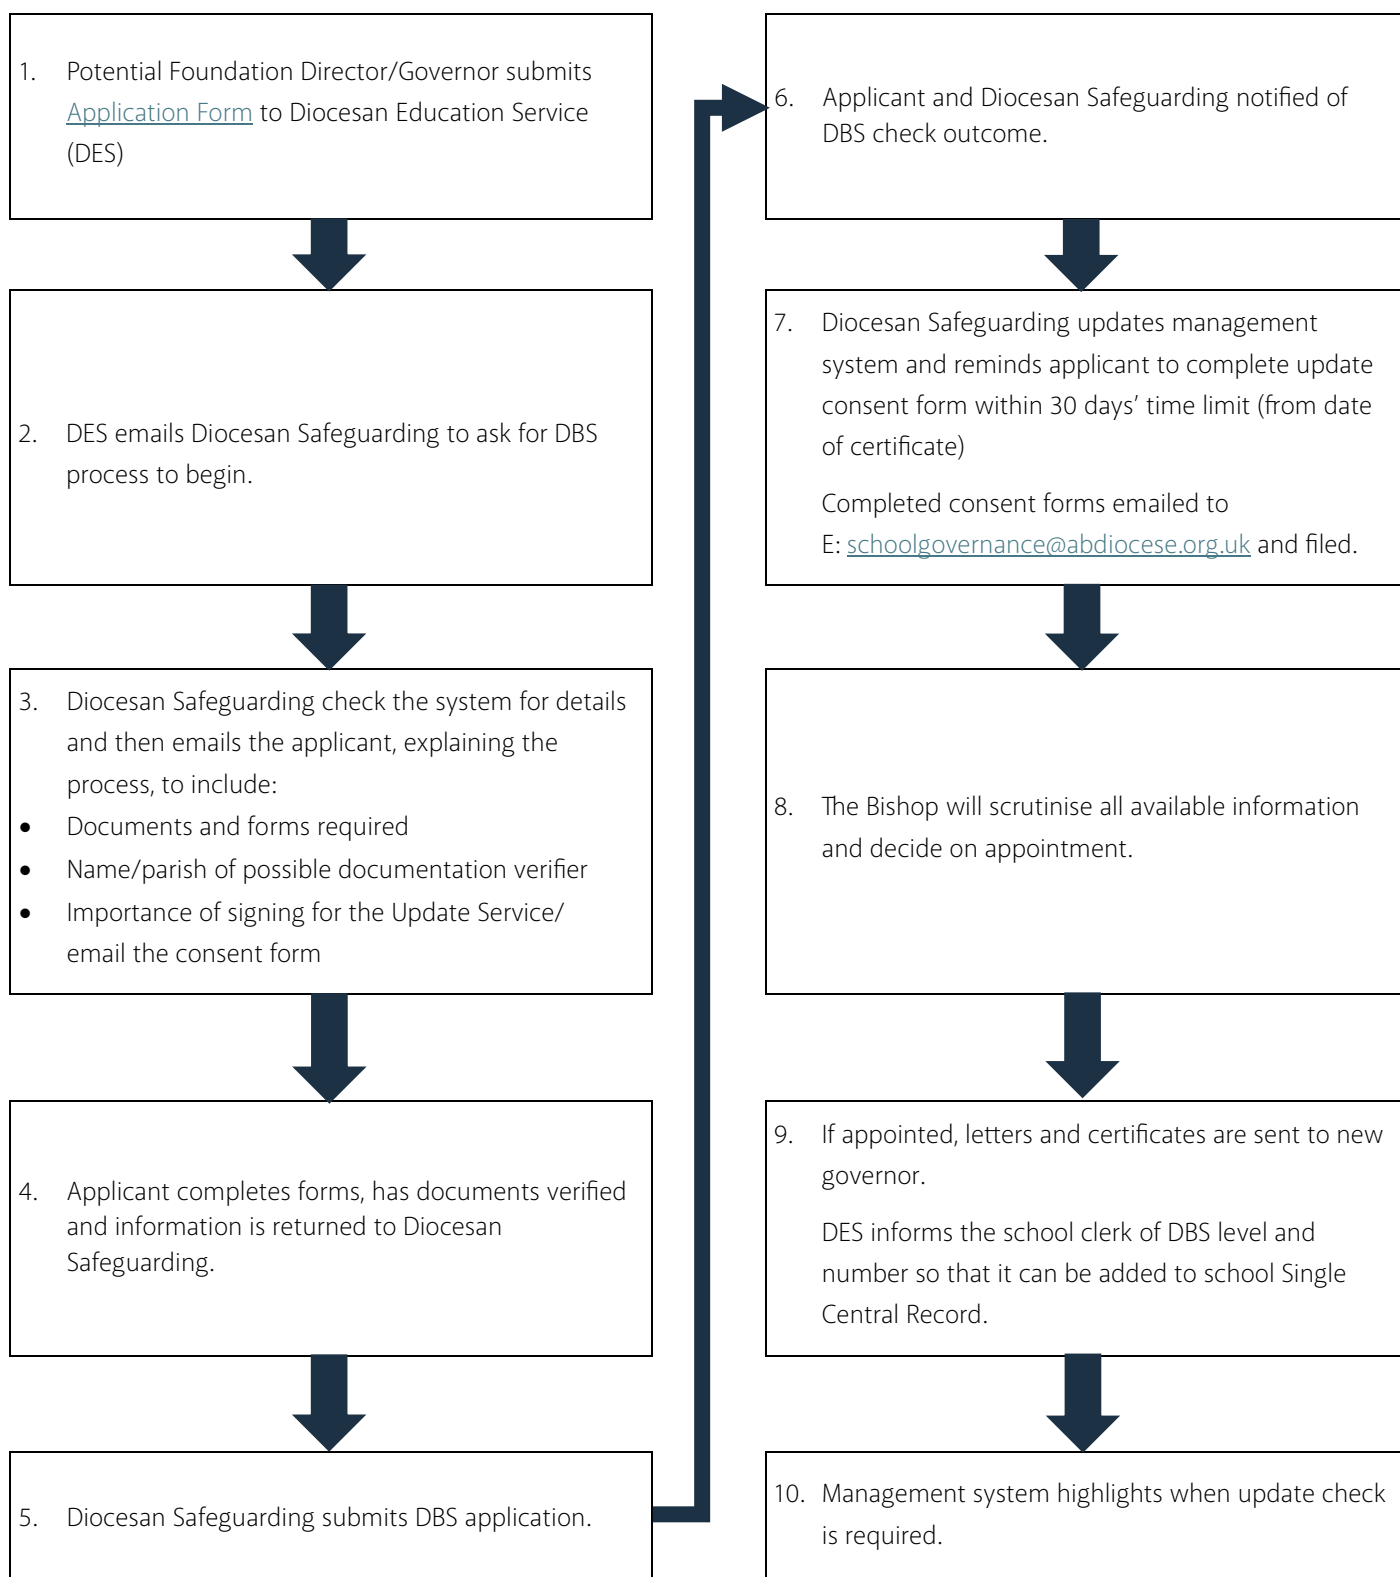 1. Potential Foundation Director/Governor submits
Application Form to Diocesan Education Service
(DES)
2. DES emails Diocesan Safeguarding to ask for DBS
process to begin.
3. Diocesan Safeguarding check the system for details
and then emails the applicant, explaining the
process, to include:
• Documents and forms required
• Name/parish of possible documentation verifier
• Importance of signing for the Update Service/
email the consent form
4. Applicant completes forms, has documents verified
and information is returned to Diocesan
Safeguarding.
5. Diocesan Safeguarding submits DBS application.
6. Applicant and Diocesan Safeguarding notified of
DBS check outcome.
7. Diocesan Safeguarding updates management
system and reminds applicant to complete update
consent form within 30 days’ time limit (from date
of certificate)
Completed consent forms emailed to
E: schoolgovernance@abdiocese.org.uk and filed.
8. The Bishop will scrutinise all available information
and decide on appointment.
9. If appointed, letters and certificates are sent to new
governor.
DES informs the school clerk of DBS level and
number so that it can be added to school Single
Central Record.
10. Management system highlights when update check
is required.